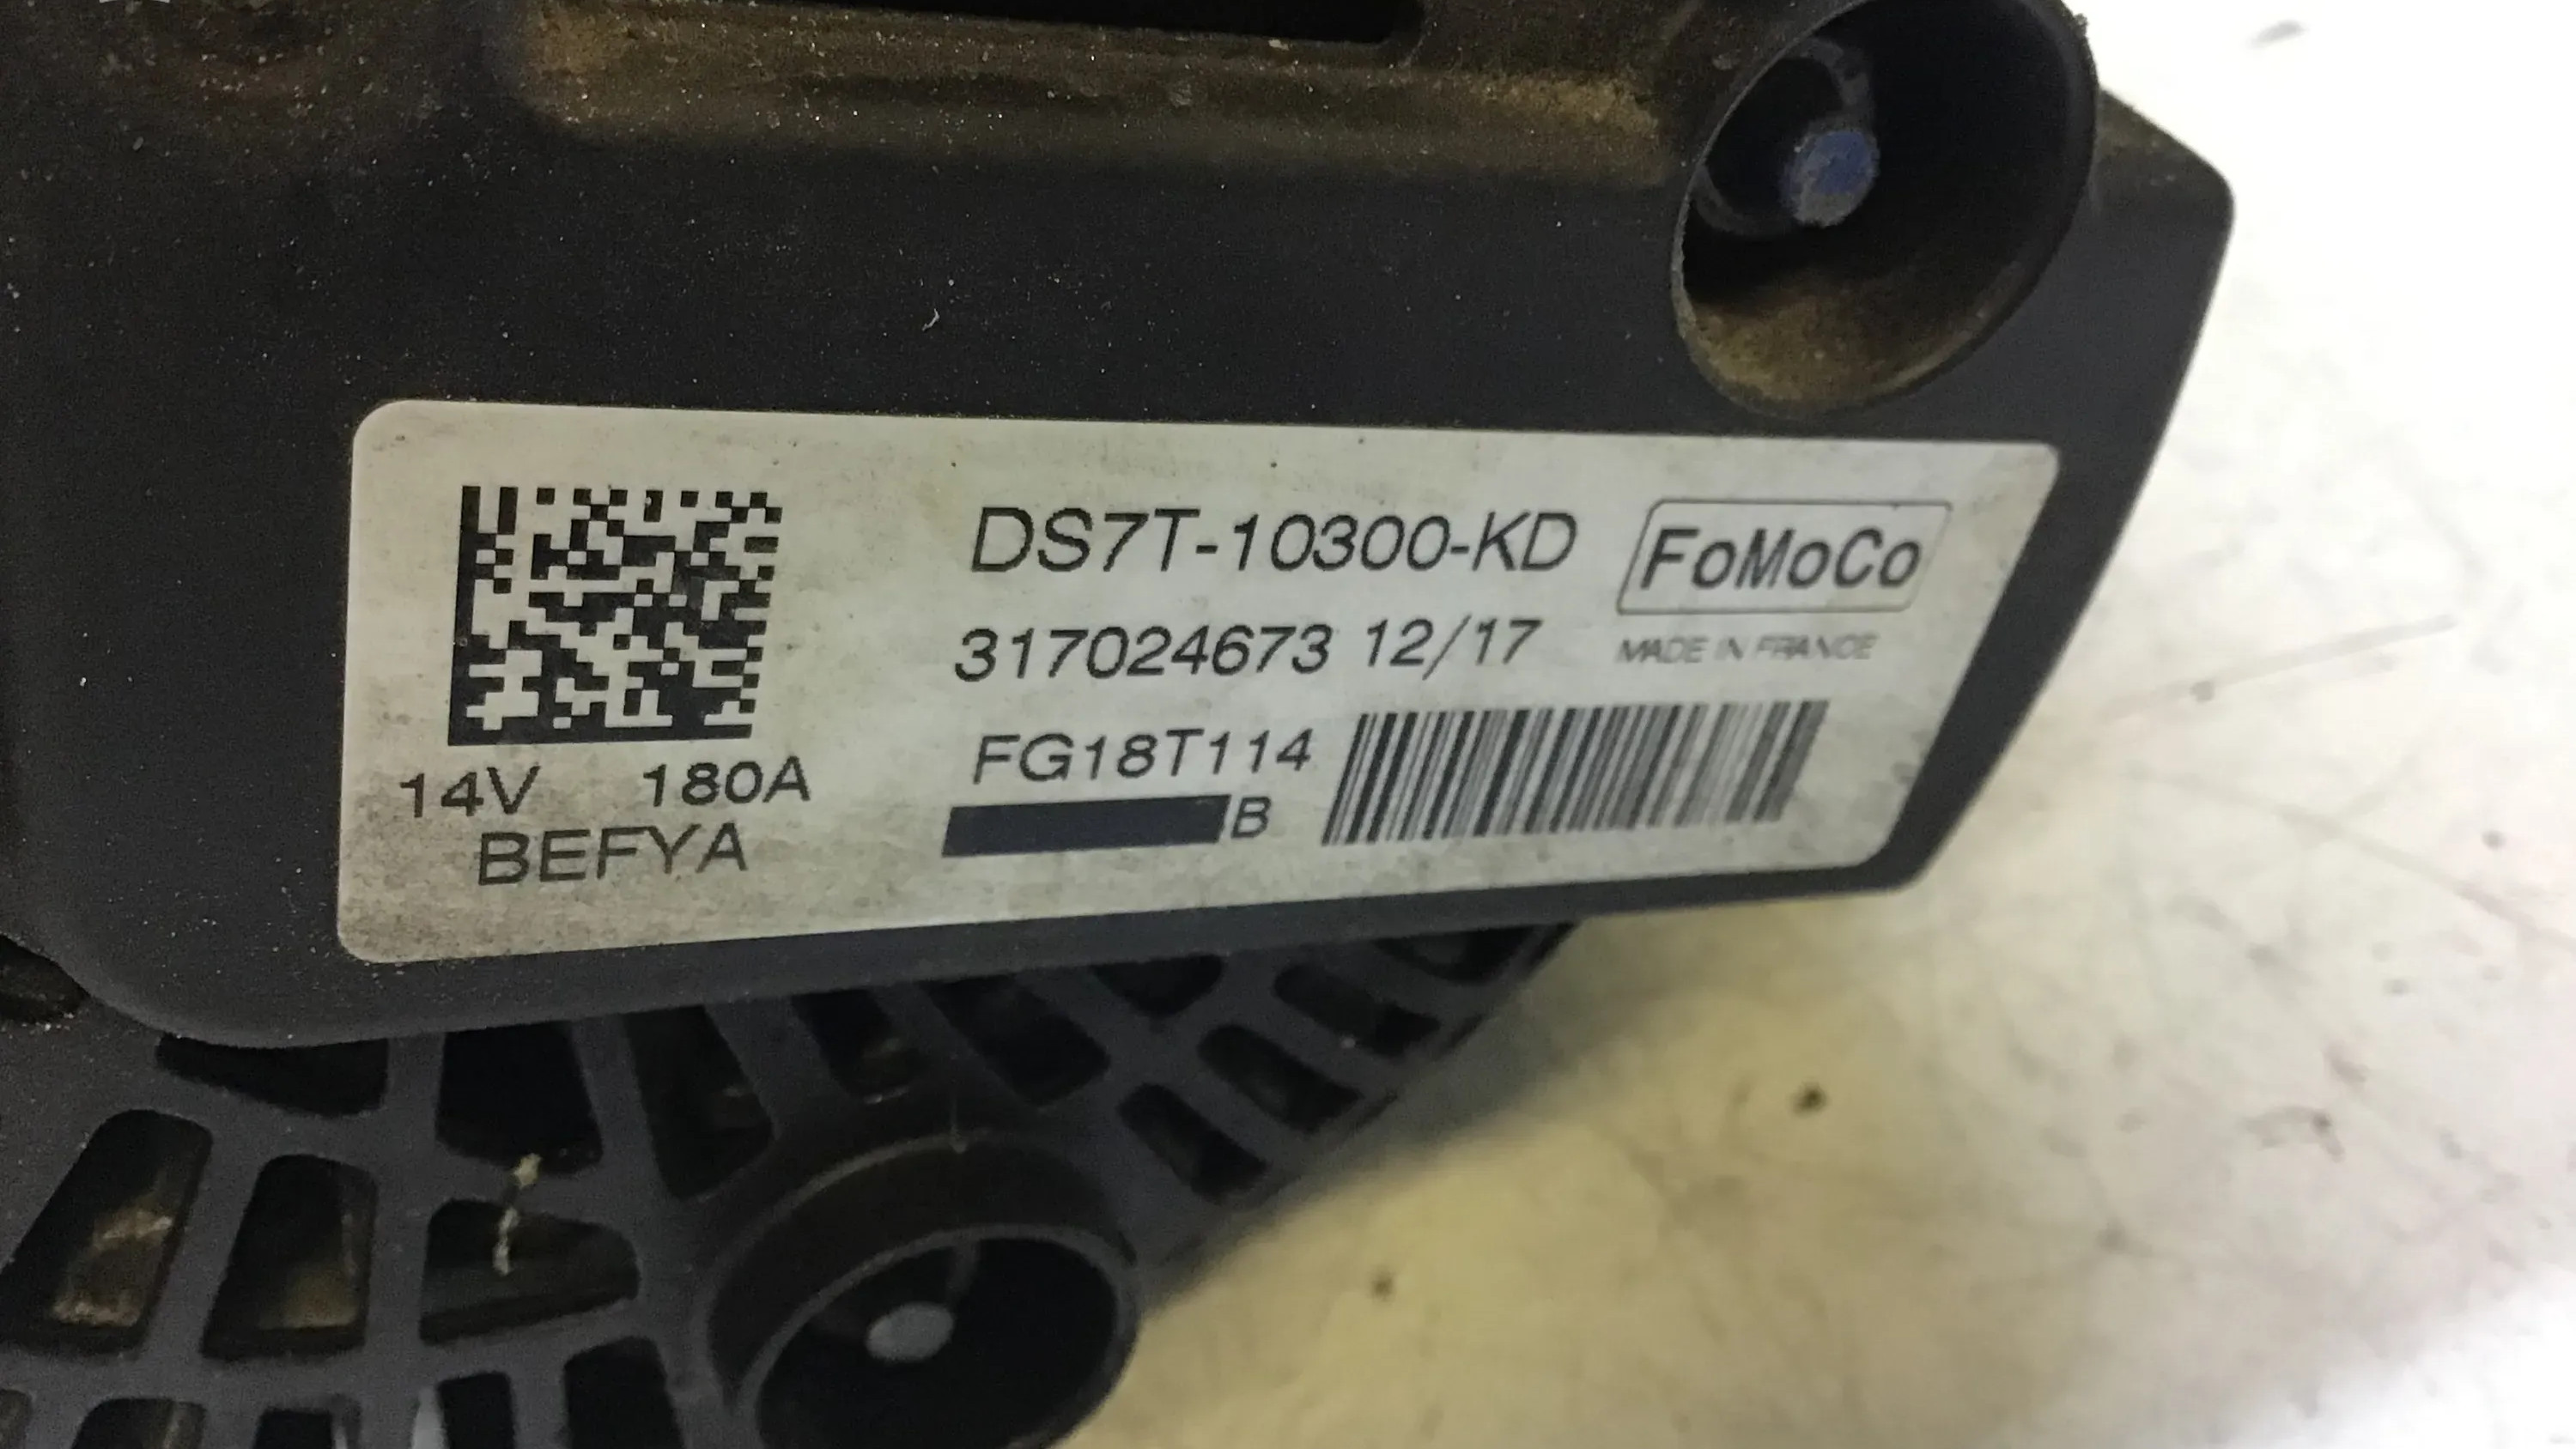 DS7T-10300-KD
FoMoCo
317024673 12/17
MADE IN FRANCE
FG18T114
B
14V 180A
BEFYA